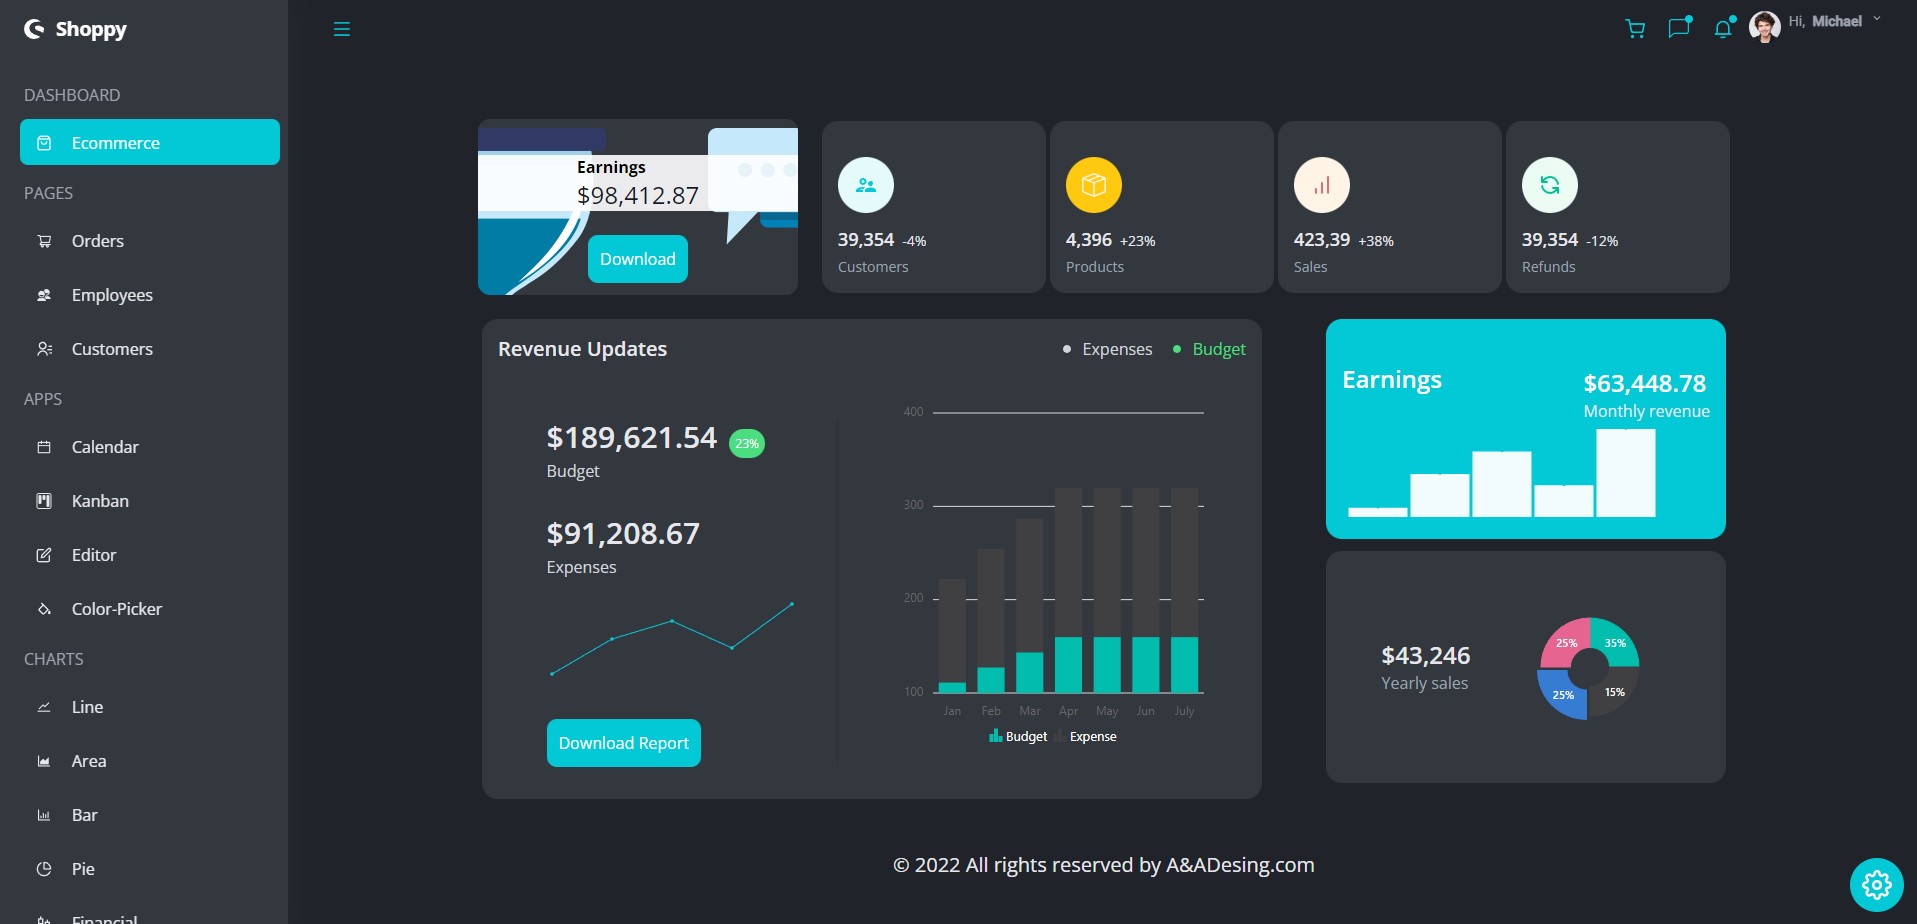 Shoppy
Hi, Michael
DASHBOARD
Ecommerce
PAGES
Orders
Employees
Customers
APPS
Calendar
Kanban
Editor
Color-Picker
CHARTS
Line
Area
Bar
Pie
Financial
Earnings
$98,412.87
Download
39,354 -4%
Customers
4,396 +23%
Products
423,39 +38%
Sales
39,354 -12%
Refunds
Revenue Updates
Expenses
Budget
$189,621.54 23%
Budget
$91,208.67
Expenses
Download Report
400
300
200
100
Jan Feb Mar Apr May Jun July
Budget Expense
Earnings
$63,448.78
Monthly revenue
$43,246
Yearly sales
25% 35%
25% 15%
© 2022 All rights reserved by A&ADesing.com